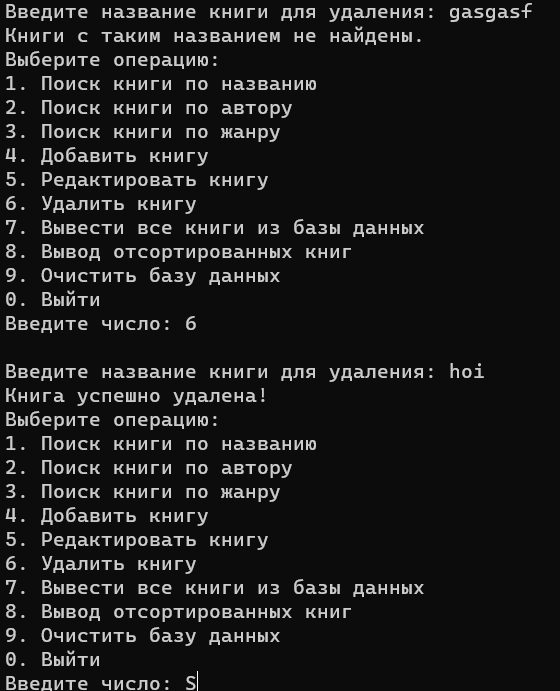 Введите название книги для удаления: gasgasf
Книги с таким названием не найдены.
Выберите операцию:
1. Поиск книги по названию
2. Поиск книги по автору
3. Поиск книги по жанру
4. Добавить книгу
5. Редактировать книгу
6. Удалить книгу
7. Вывести все книги из базы данных
8. Вывод отсортированных книг
9. Очистить базу данных
0. Выйти
Введите число: 6
Введите название книги для удаления: hoi
Книга успешно удалена!
Выберите операцию:
1. Поиск книги по названию
2. Поиск книги по автору
3. Поиск книги по жанру
4. Добавить книгу
5. Редактировать книгу
6. Удалить книгу
7. Вывести все книги из базы данных
8. Вывод отсортированных книг
9. Очистить базу данных
0. Выйти
Введите число: S